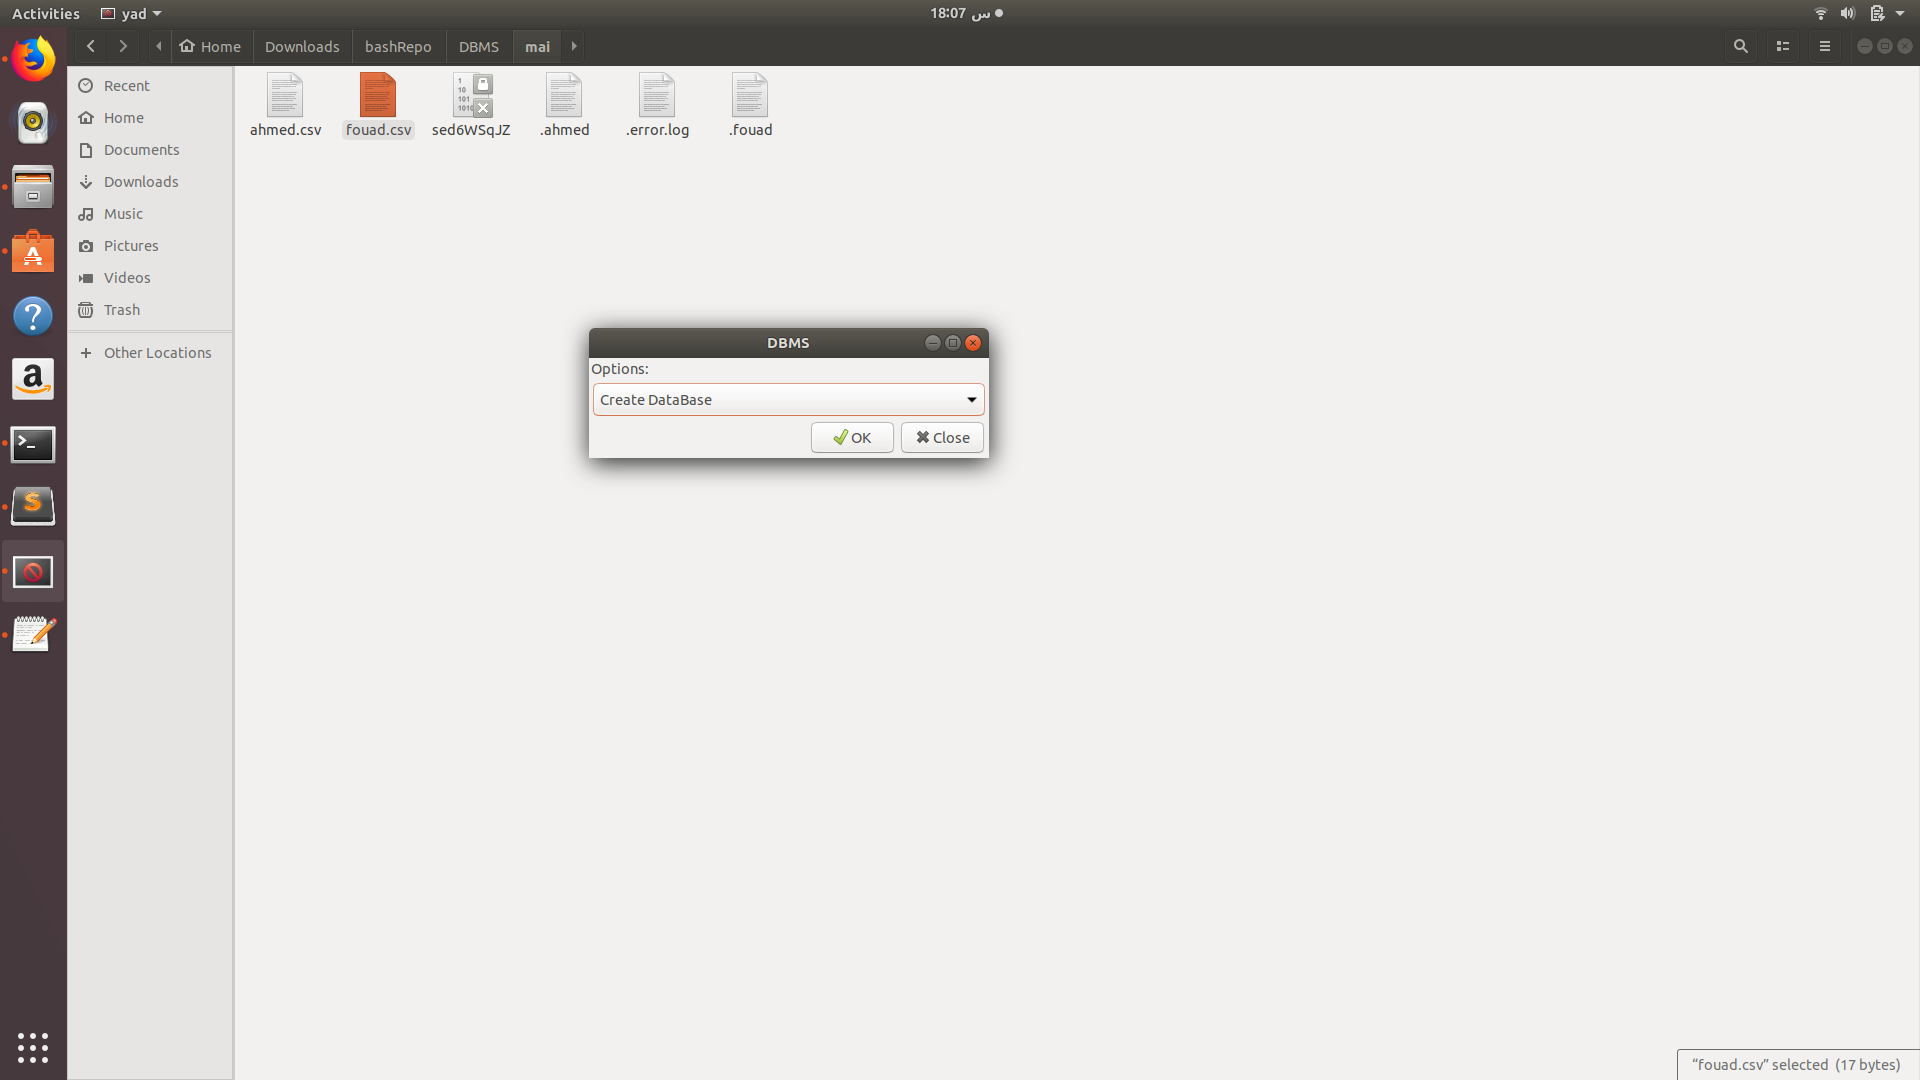 Activities
yad
18:07 س
Home
Downloads
bashRepo
DBMS
mai
Recent
Home
Documents
Downloads
Music
Pictures
Videos
Trash
Other Locations
ahmed.csv
fouad.csv
sed6WSqJZ
.ahmed
.error.log
.fouad
DBMS
Options:
Create DataBase
OK
Close
“fouad.csv” selected (17 bytes)